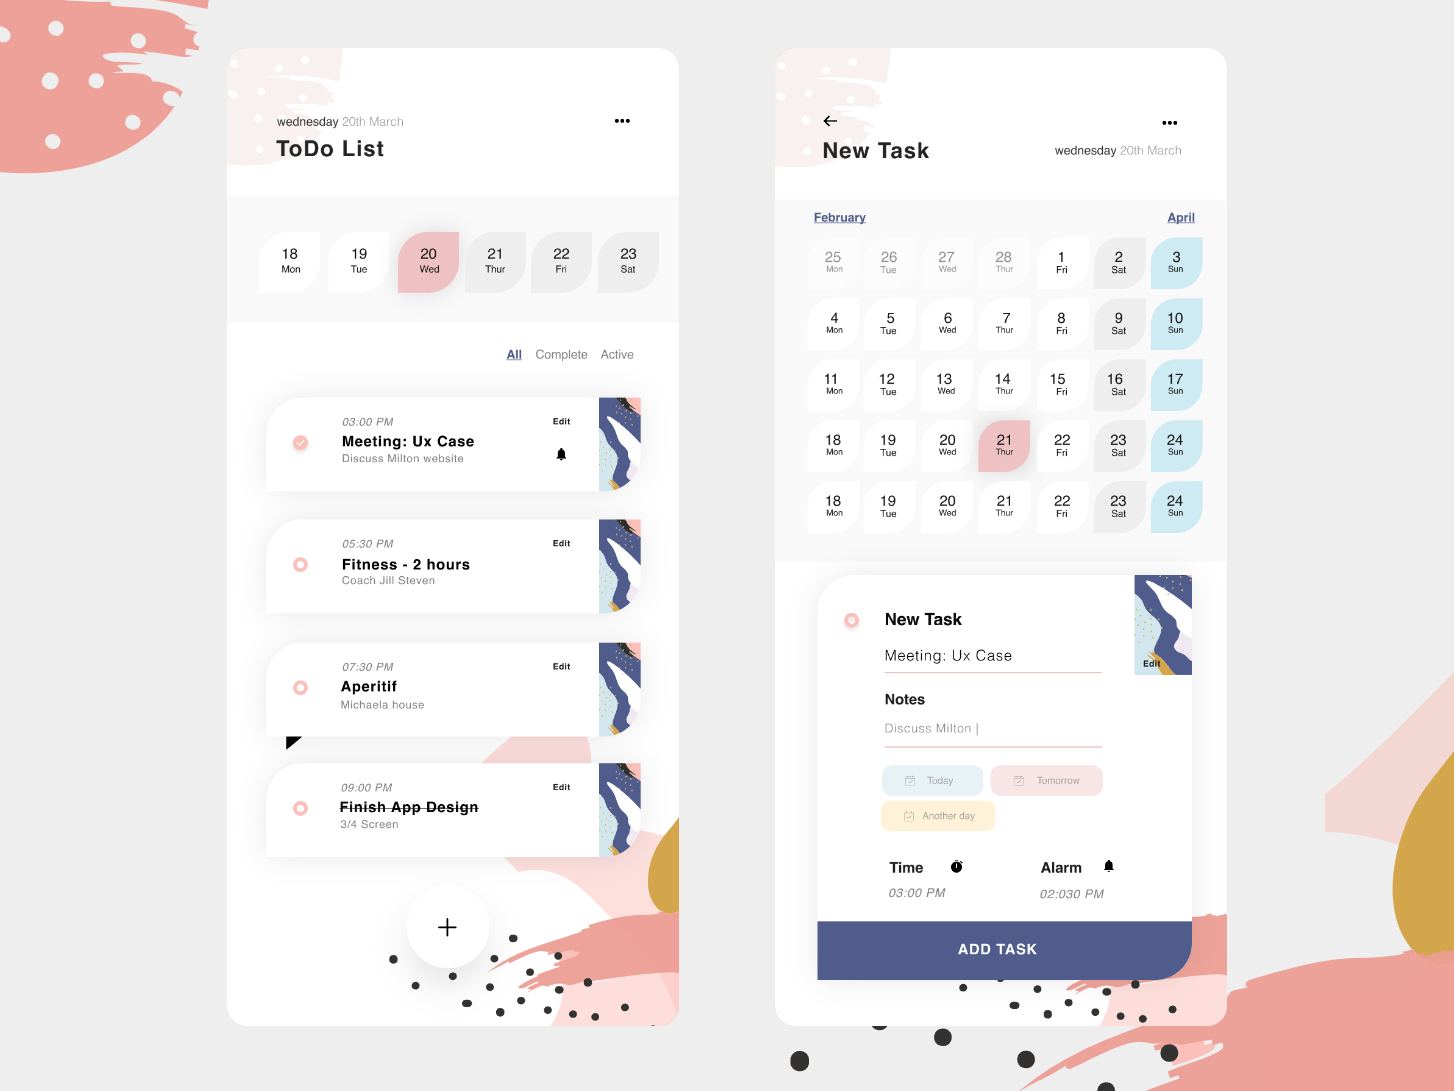 wednesday 20th March
ToDo List
18 19 20 21 22 23
Mon Tue Wed Thur Fri Sat
All Complete Active
03:00 PM Edit
Meeting: Ux Case
Discuss Milton website
05:30 PM Edit
Fitness - 2 hours
Coach Jill Steven
07:30 PM Edit
Aperitif
Michaela house
09:00 PM Edit
Finish App Design
3/4 Screen
New Task
wednesday 20th March
February April
25 26 27 28 1 2 3
Mon Tue Wed Thur Fri Sat Sun
4 5 6 7 8 9 10
Mon Tue Wed Thur Fri Sat Sun
11 12 13 14 15 16 17
Mon Tue Wed Thur Fri Sat Sun
18 19 20 21 22 23 24
Mon Tue Wed Thur Fri Sat Sun
18 19 20 21 22 23 24
Mon Tue Wed Thur Fri Sat Sun
New Task
Meeting: Ux Case
Edit
Notes
Discuss Milton |
Today Tomorrow
Another day
Time Alarm
03:00 PM 02:030 PM
ADD TASK